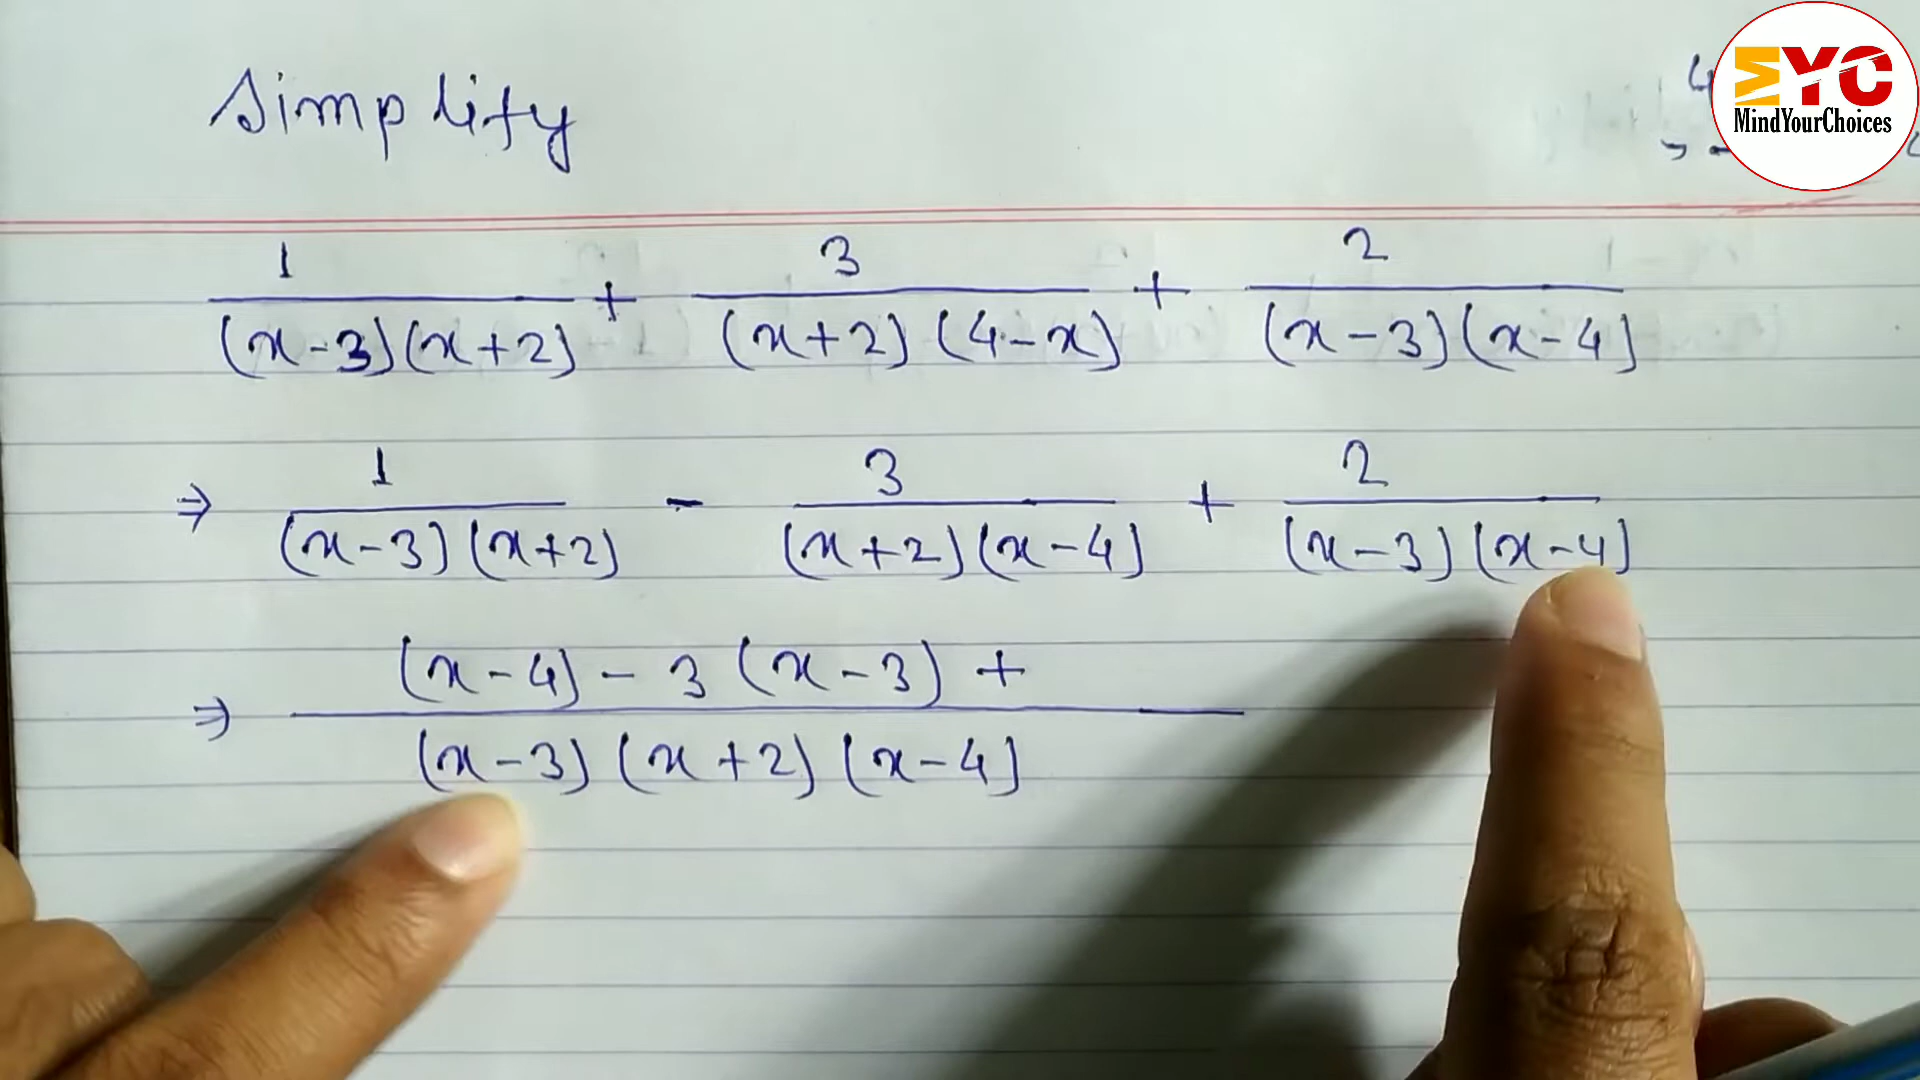 Simplify
MYC
MindYourChoices
1/(x-3)(x+2) + 3/(x+2)(4-x) + 2/(x-3)(x-4)
⇒ 1/(x-3)(x+2) - 3/(x+2)(x-4) + 2/(x-3)(x-4)
⇒ (x-4) - 3(x-3) + / (x-3)(x+2)(x-4)